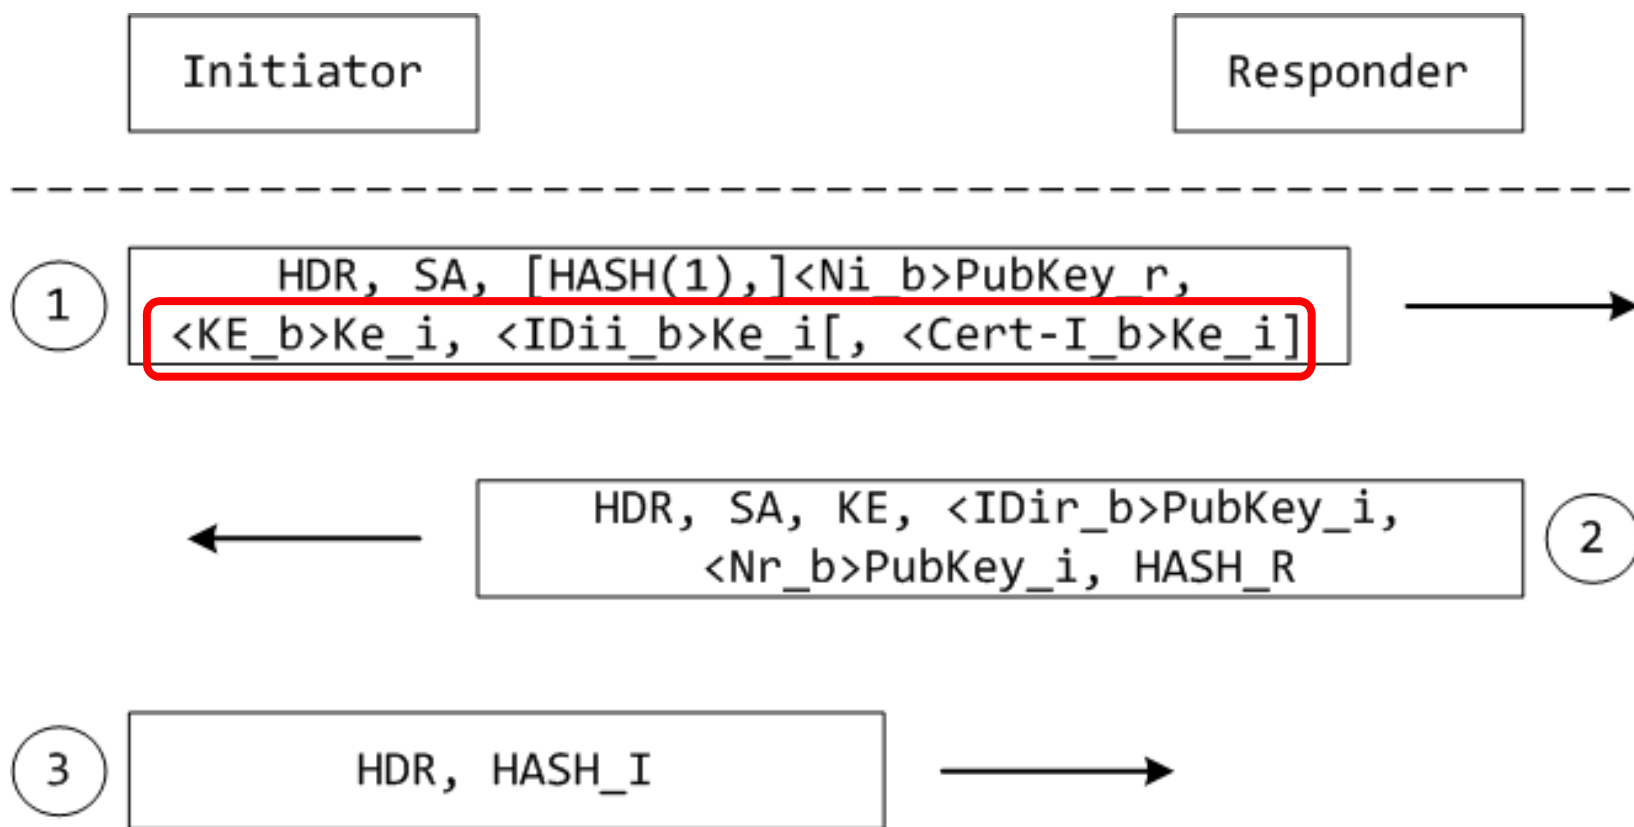 Initiator
Responder
1
HDR, SA, [HASH(1),]<Ni_b>PubKey_r,
<KE_b>Ke_i, <IDii_b>Ke_i[, <Cert-I_b>Ke_i]
HDR, SA, KE, <IDir_b>PubKey_i,
<Nr_b>PubKey_i, HASH_R
2
3
HDR, HASH_I